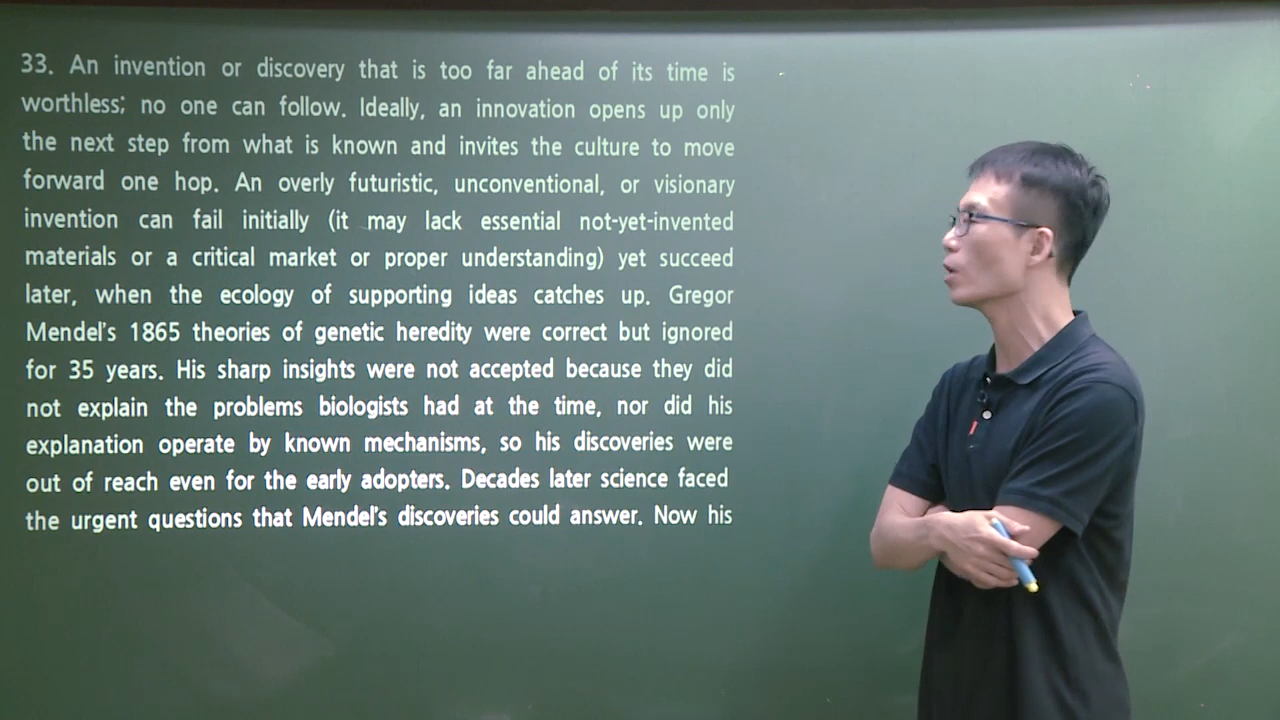 33. An invention or discovery that is too far ahead of its time is
worthless; no one can follow. Ideally, an innovation opens up only
the next step from what is known and invites the culture to move
forward one hop. An overly futuristic, unconventional, or visionary
invention can fail initially (it may lack essential not-yet-invented
materials or a critical market or proper understanding) yet succeed
later, when the ecology of supporting ideas catches up. Gregor
Mendel's 1865 theories of genetic heredity were correct but ignored
for 35 years. His sharp insights were not accepted because they did
not explain the problems biologists had at the time, nor did his
explanation operate by known mechanisms, so his discoveries were
out of reach even for the early adopters. Decades later science faced
the urgent questions that Mendel's discoveries could answer. Now his